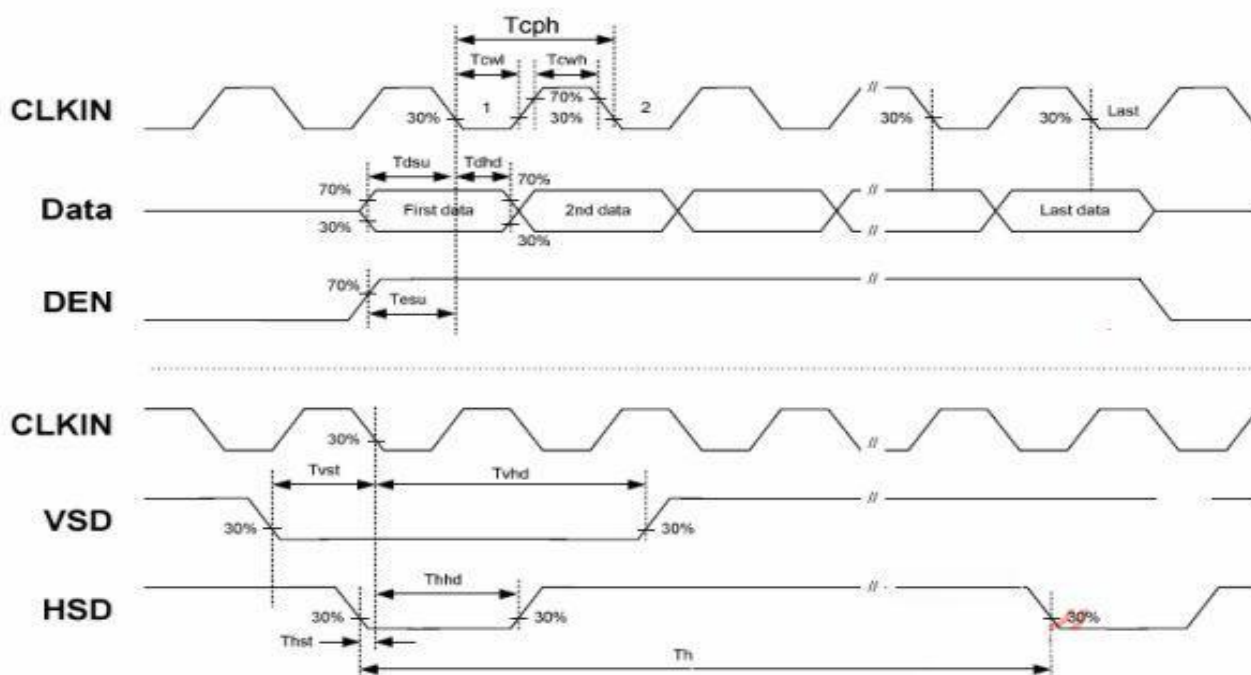 Tcph
Tcwl Tcwh
CLKIN 30% 1 70% 30% 2 // 30% 30% Last
Tdsu Tdhd
70% 70%
Data First data 2nd data // Last data
30% 30%
//
70% //
DEN Tesu
CLKIN 30% //
Tvst Tvhd
//
VSD 30% 30%
Thhd
//
HSD 30% 30% 30%
Thst
Th